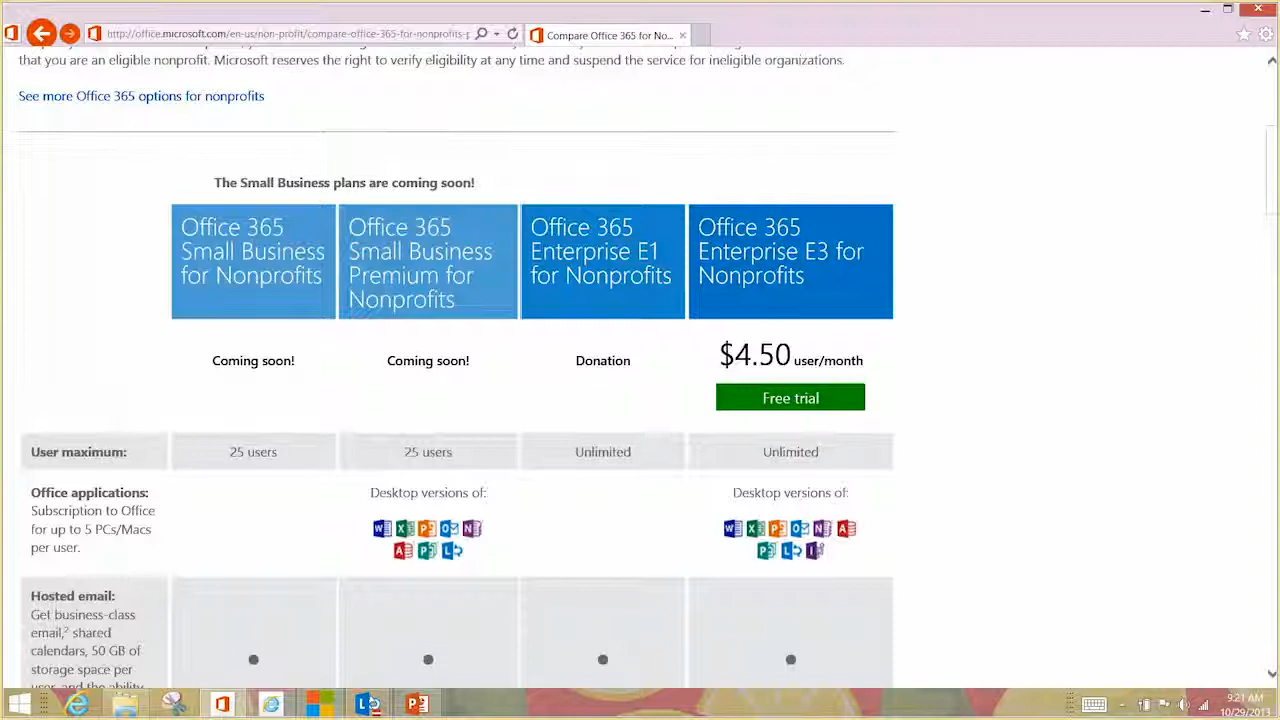 http://office.microsoft.com/en-us/non-profit/compare-office-365-for-nonprofits-p
Compare Office 365 for No...
that you are an eligible nonprofit. Microsoft reserves the right to verify eligibility at any time and suspend the service for ineligible organizations.
See more Office 365 options for nonprofits
The Small Business plans are coming soon!
Office 365
Small Business
for Nonprofits
Office 365
Small Business
Premium for
Nonprofits
Office 365
Enterprise E1
for Nonprofits
Office 365
Enterprise E3 for
Nonprofits
Coming soon!
Coming soon!
Donation
$4.50 user/month
Free trial
User maximum:
25 users
25 users
Unlimited
Unlimited
Office applications:
Subscription to Office
for up to 5 PCs/Macs
per user.
Desktop versions of:
Desktop versions of:
Hosted email:
Get business-class
email,² shared
calendars, 50 GB of
storage space per
user, and the ability
9:21 AM
10/29/2013